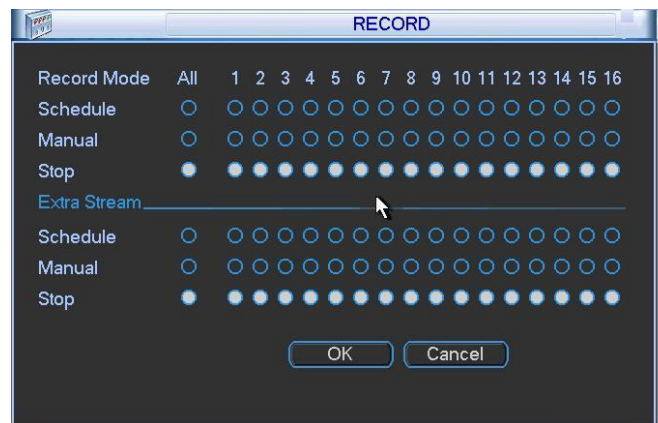 RECORD
Record Mode All 1 2 3 4 5 6 7 8 9 10 11 12 13 14 15 16
Schedule
Manual
Stop
Extra Stream
Schedule
Manual
Stop
OK Cancel